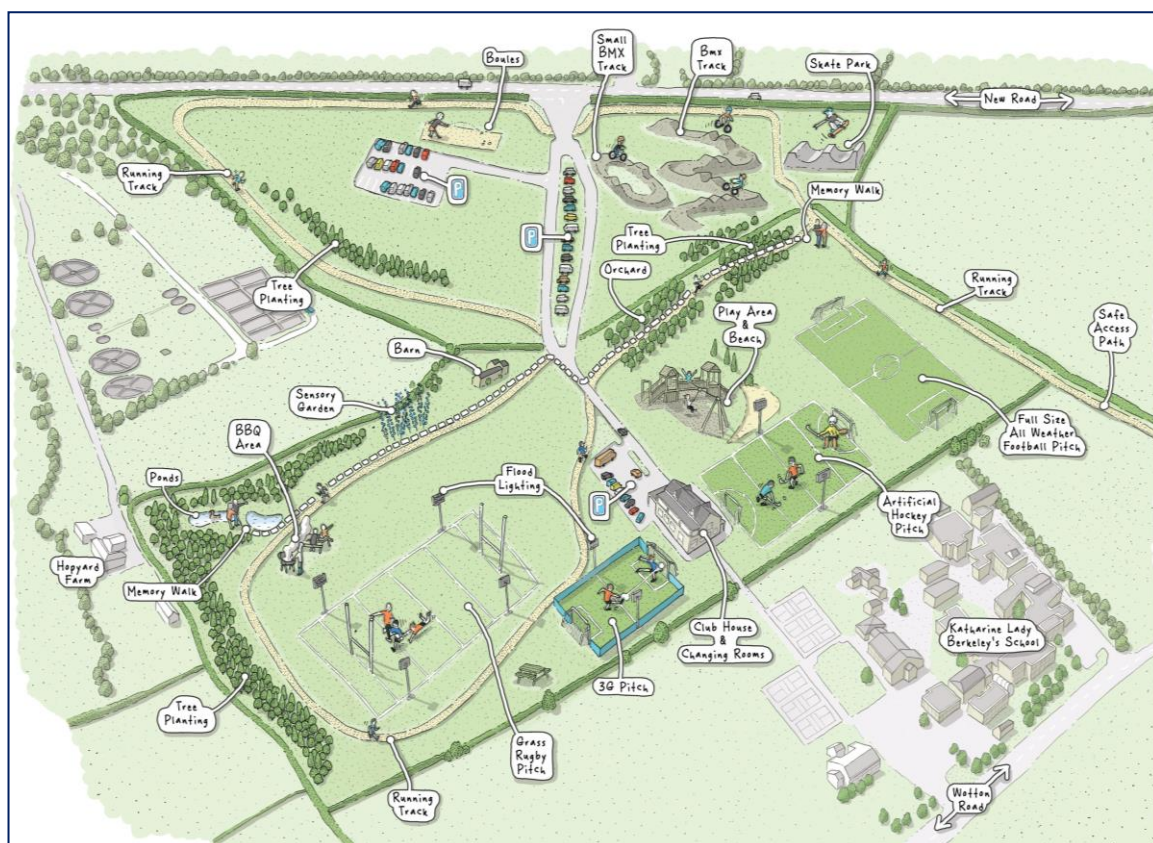 Boules
Small
BMX
Track
Bmx
Track
Skate Park
New Road
Running
Track
P
P
Memory Walk
Tree
Planting
Tree
Planting
Orchard
Running
Track
Safe
Access
Path
Play Area
&
Beach
Barn
Sensory
Garden
BBQ
Area
Full Size
All Weather
Football Pitch
Ponds
Flood
Lighting
P
Artificial
Hockey
Pitch
Hopyard
Farm
Memory Walk
Club House
&
Changing Rooms
Katharine Lady
Berkeley's School
3G Pitch
Tree
Planting
Grass
Rugby
Pitch
Running
Track
Wotton
Road